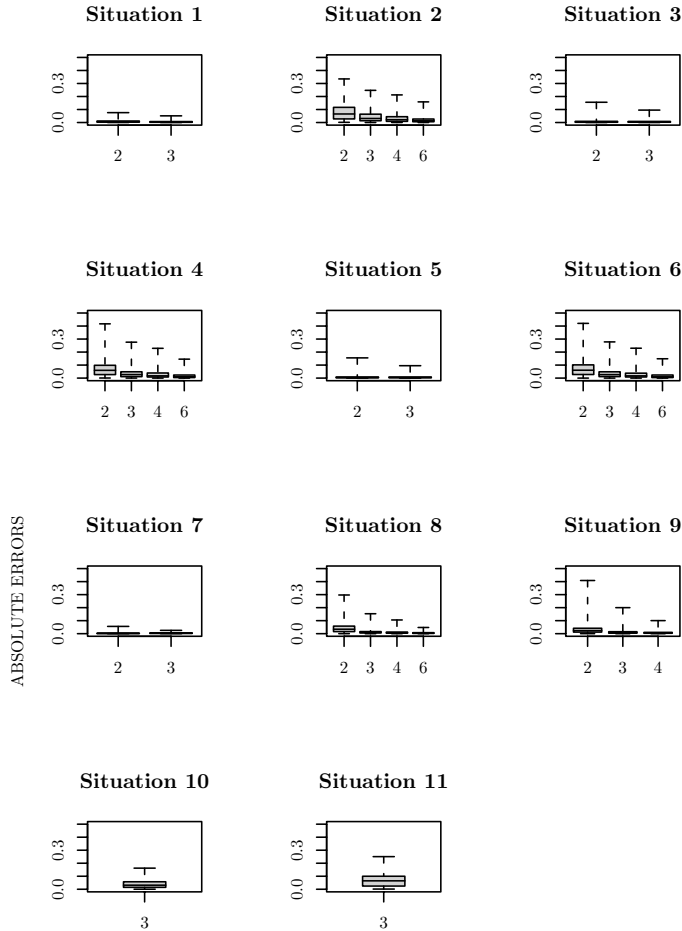 Situation 1
Situation 2
Situation 3
0.3
0.0
2 3
0.3
0.0
2 3 4 6
0.3
0.0
2 3
Situation 4
Situation 5
Situation 6
0.3
0.0
2 3 4 6
0.3
0.0
2 3
0.3
0.0
2 3 4 6
ABSOLUTE ERRORS
Situation 7
Situation 8
Situation 9
0.3
0.0
2 3
0.3
0.0
2 3 4 6
0.3
0.0
2 3 4
Situation 10
Situation 11
0.3
0.0
3
0.3
0.0
3